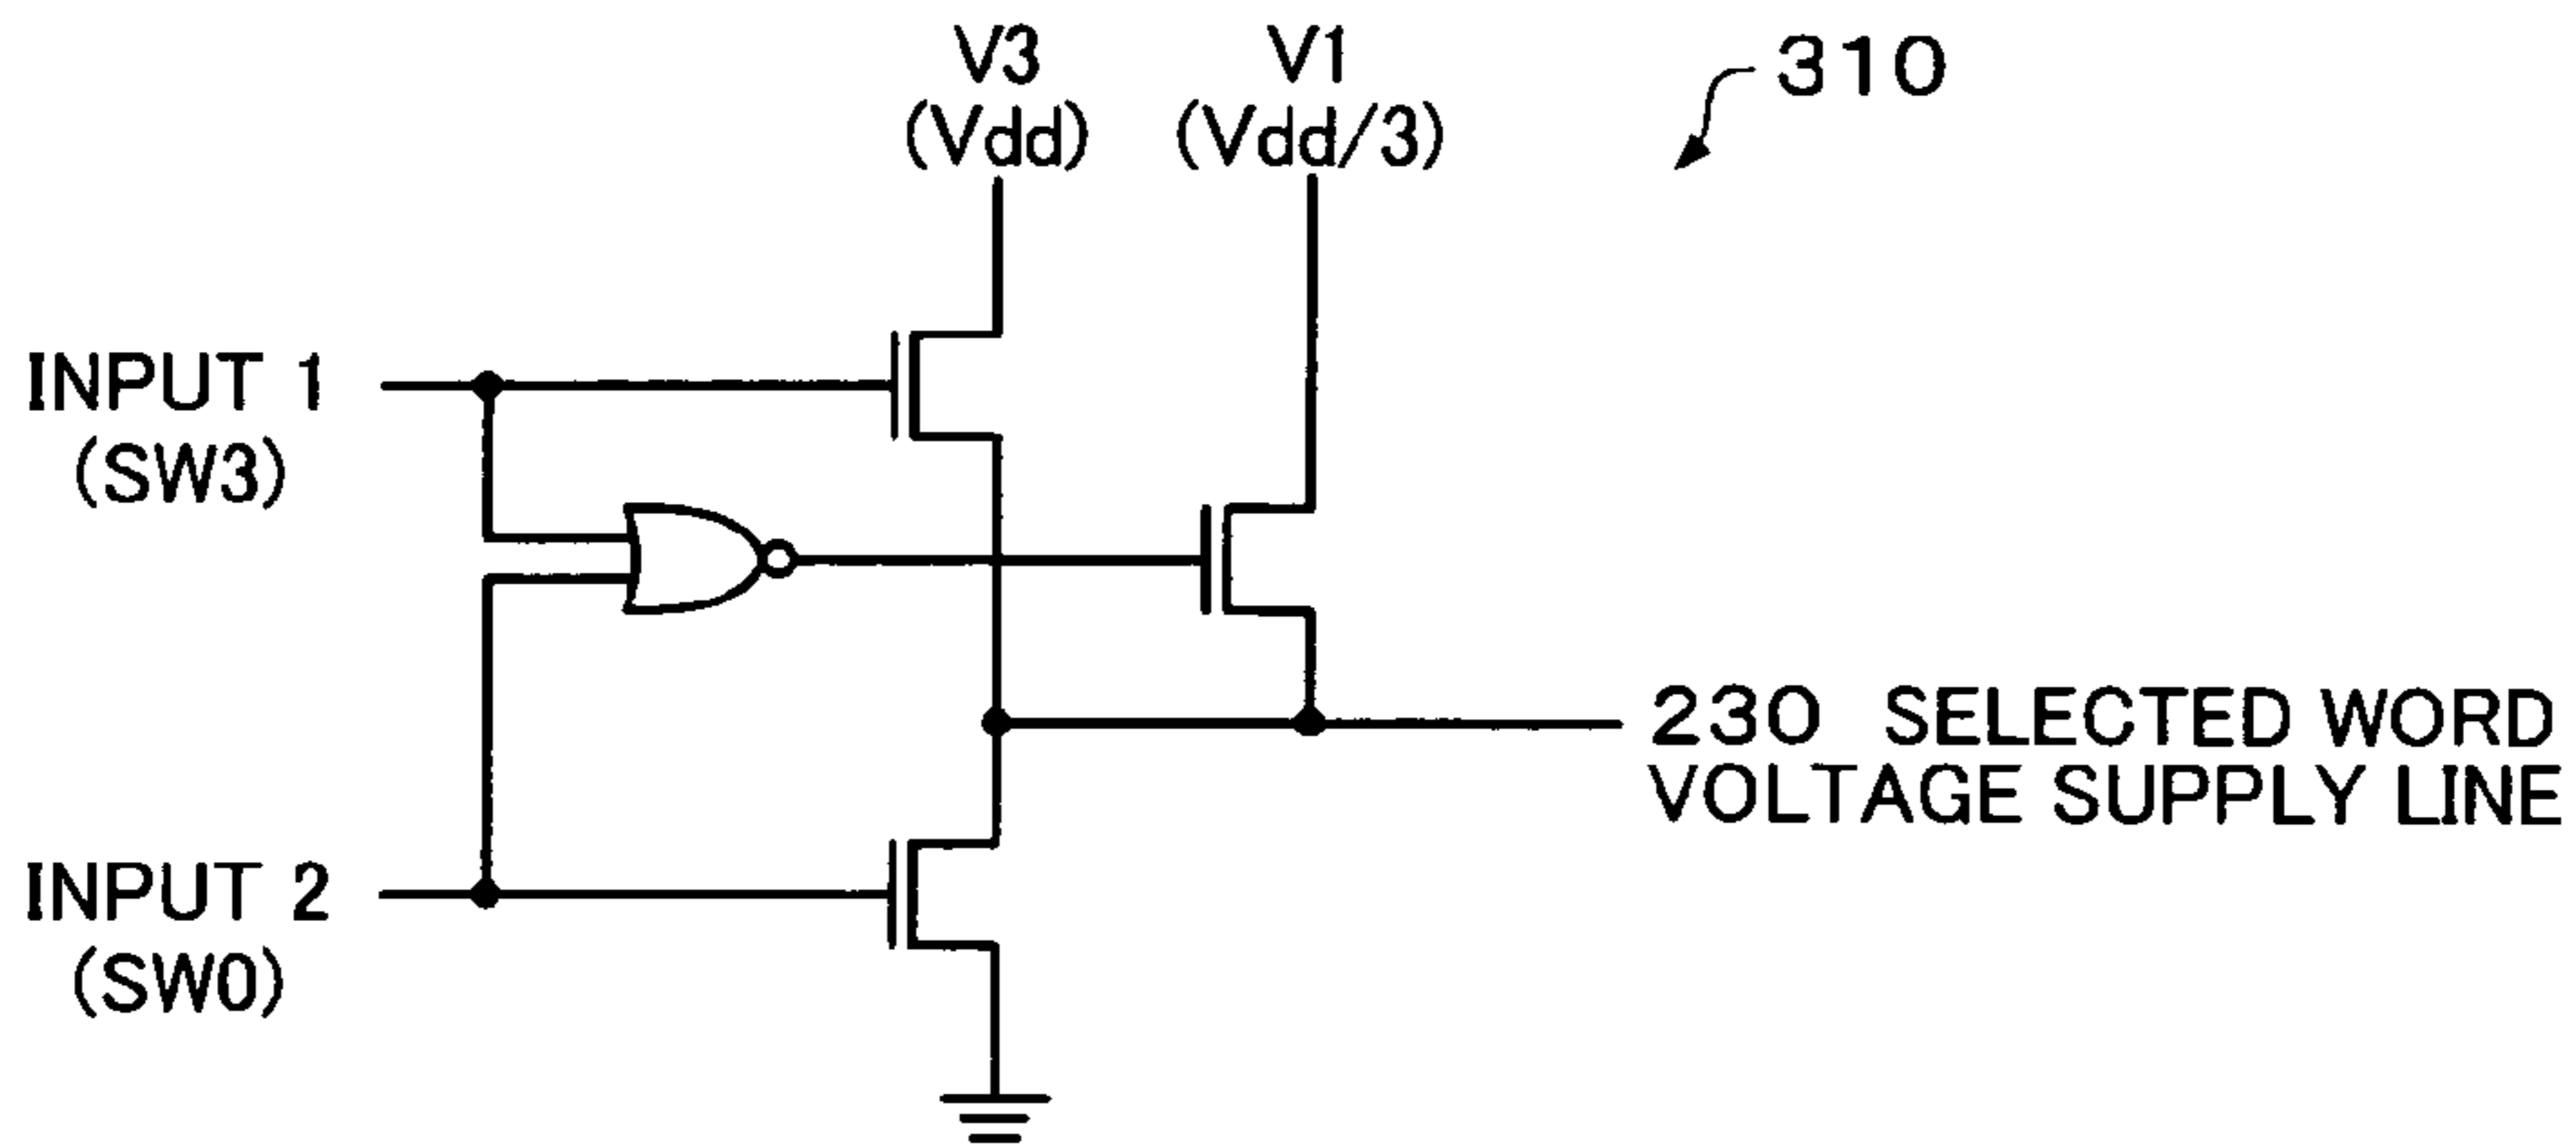 V3
(Vdd)
V1
(Vdd/3)
310
INPUT 1
(SW3)
230 SELECTED WORD
VOLTAGE SUPPLY LINE
INPUT 2
(SW0)